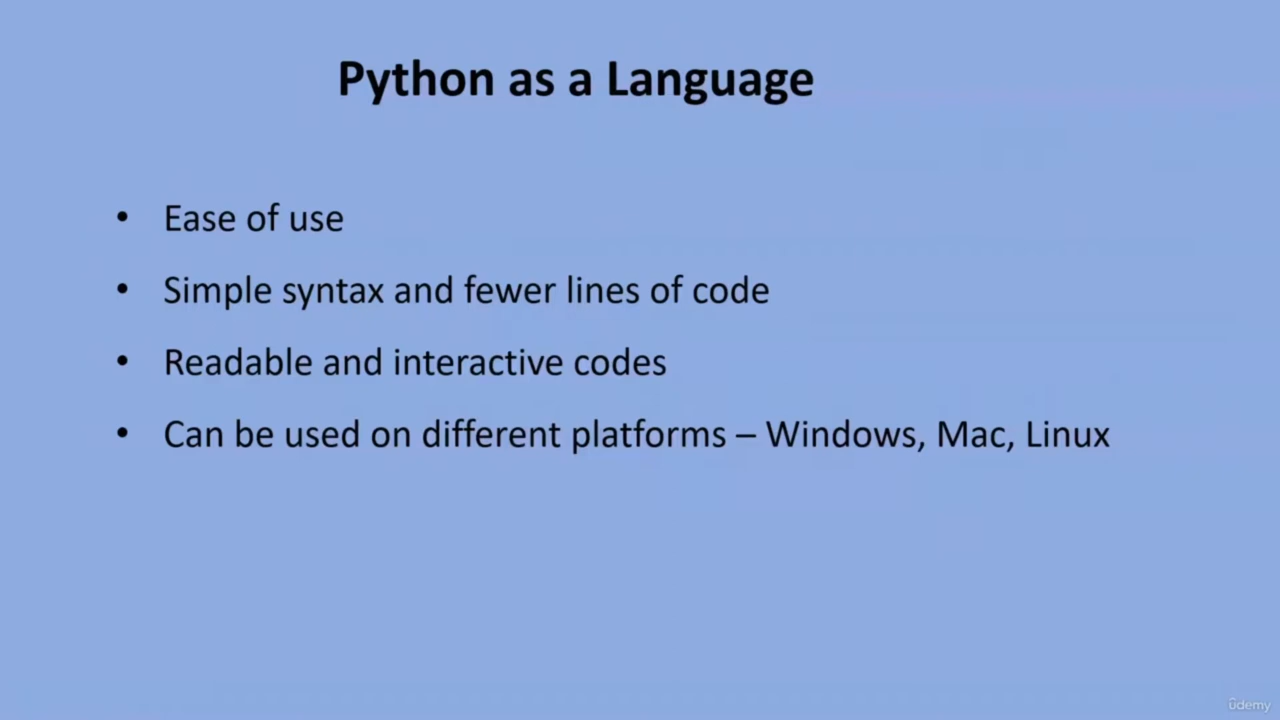 Python as a Language
• Ease of use
• Simple syntax and fewer lines of code
• Readable and interactive codes
• Can be used on different platforms – Windows, Mac, Linux
ûdemy